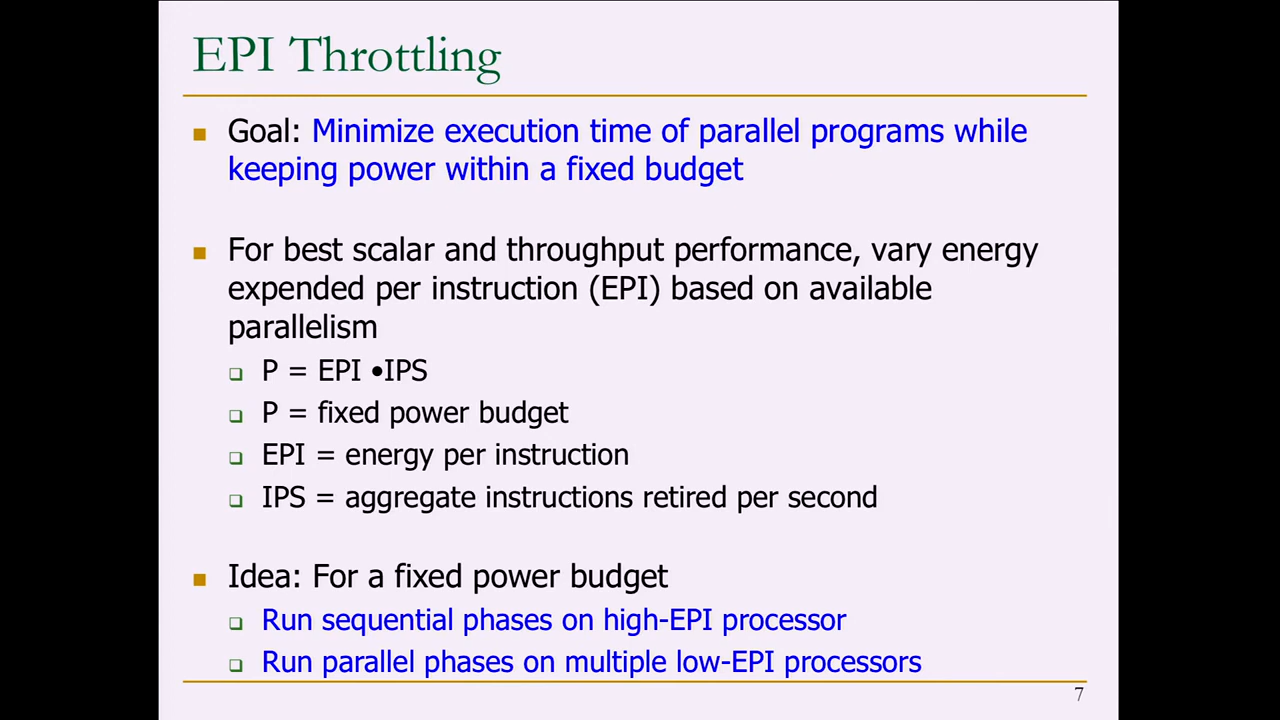 EPI Throttling
Goal: Minimize execution time of parallel programs while
keeping power within a fixed budget
For best scalar and throughput performance, vary energy
expended per instruction (EPI) based on available
parallelism
P = EPI •IPS
P = fixed power budget
EPI = energy per instruction
IPS = aggregate instructions retired per second
Idea: For a fixed power budget
Run sequential phases on high-EPI processor
Run parallel phases on multiple low-EPI processors
7